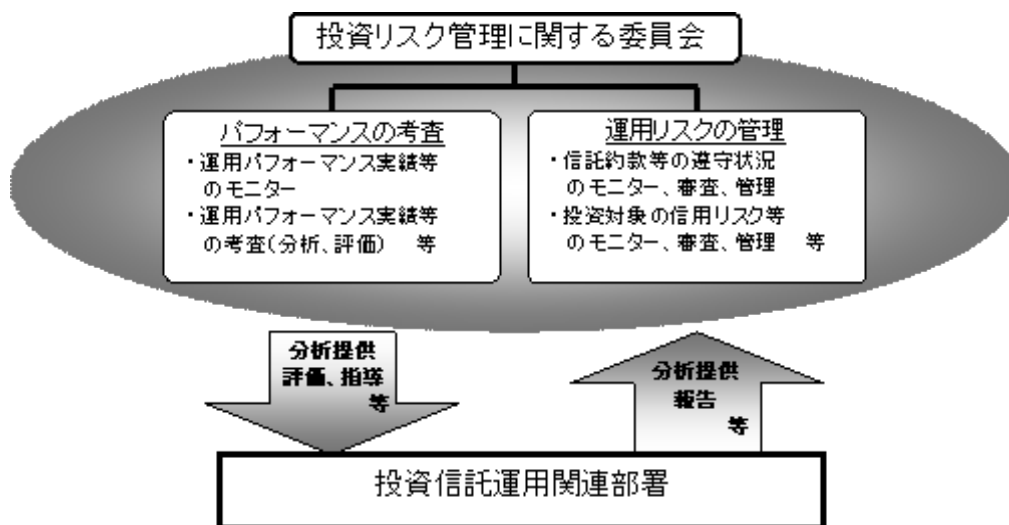 投資リスク管理に関する委員会
パフォーマンスの考査
・運用パフォーマンス実績等
のモニター
・運用パフォーマンス実績等
の考査(分析、評価) 等
運用リスクの管理
・信託約款等の遵守状況
のモニター、審査、管理
・投資対象の信用リスク等
のモニター、審査、管理 等
分析提供
評価、指導
等
分析提供
報告
等
投資信託運用関連部署